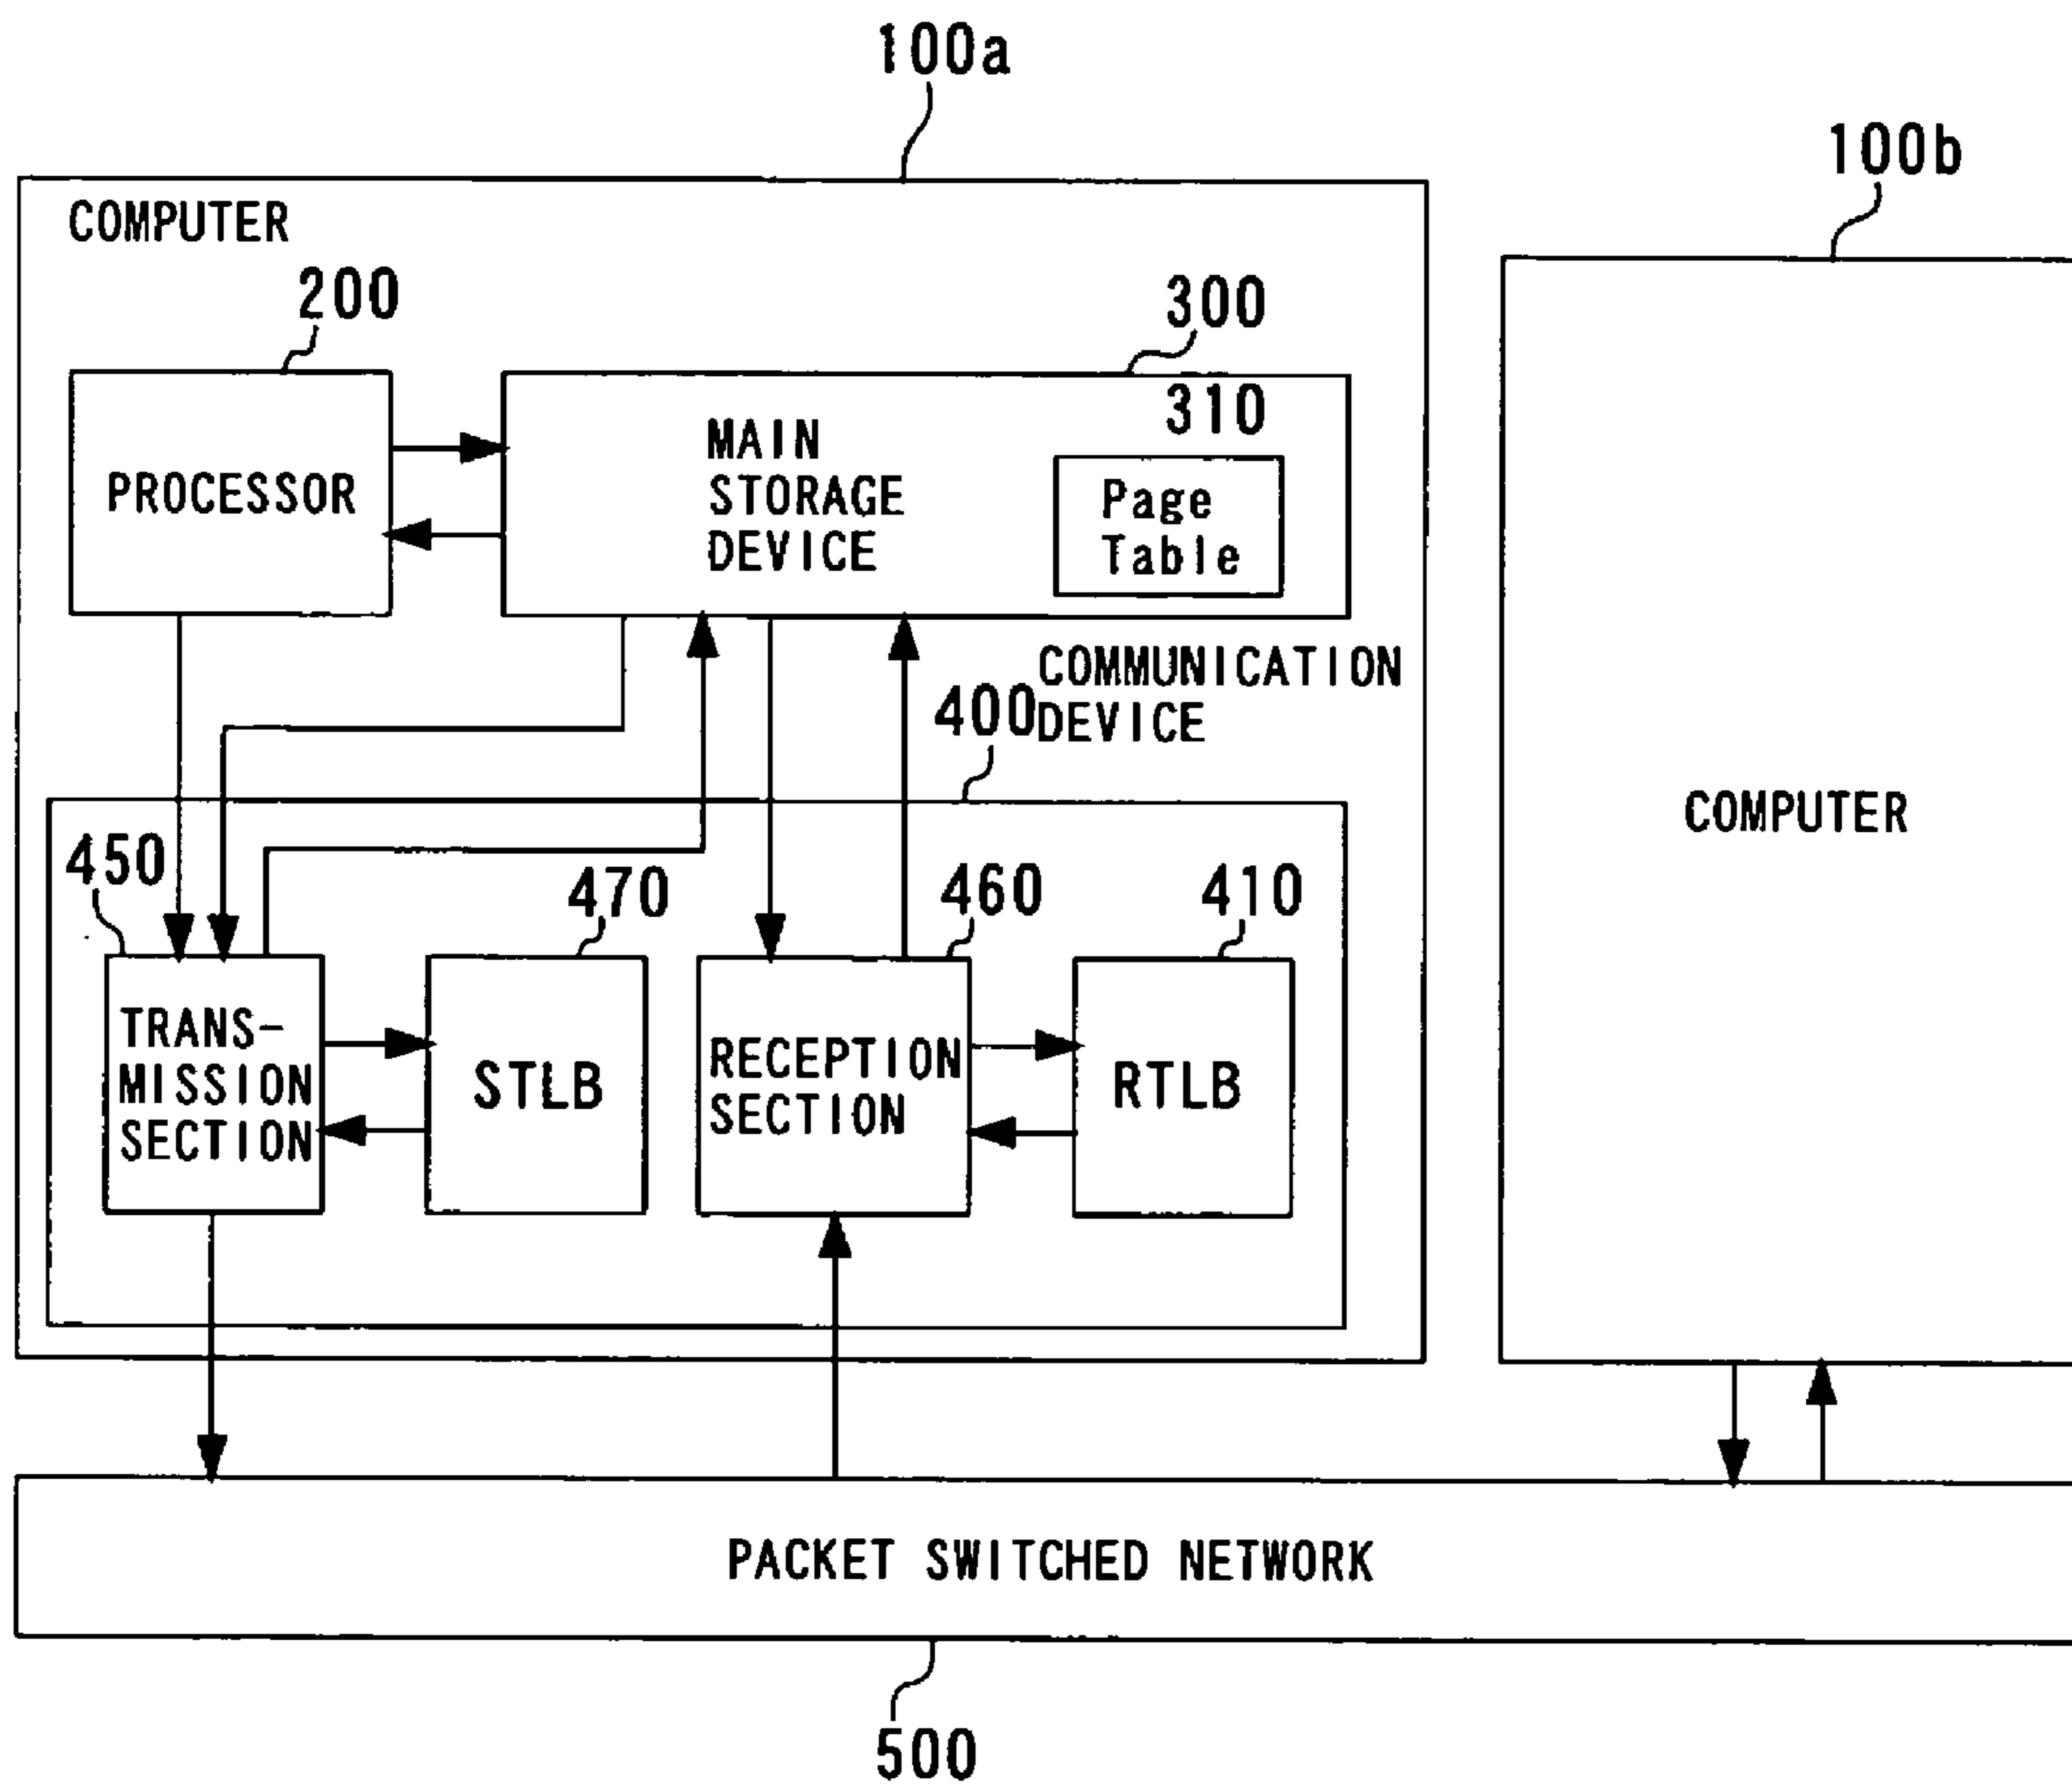 100a
100b
COMPUTER
200
300
310
MAIN
STORAGE
DEVICE
PROCESSOR
Page
Table
COMMUNICATION
DEVICE
400
COMPUTER
450
470
460
410
TRANS-
MISSION
SECTION
STLB
RECEPTION
SECTION
RTLB
PACKET SWITCHED NETWORK
500